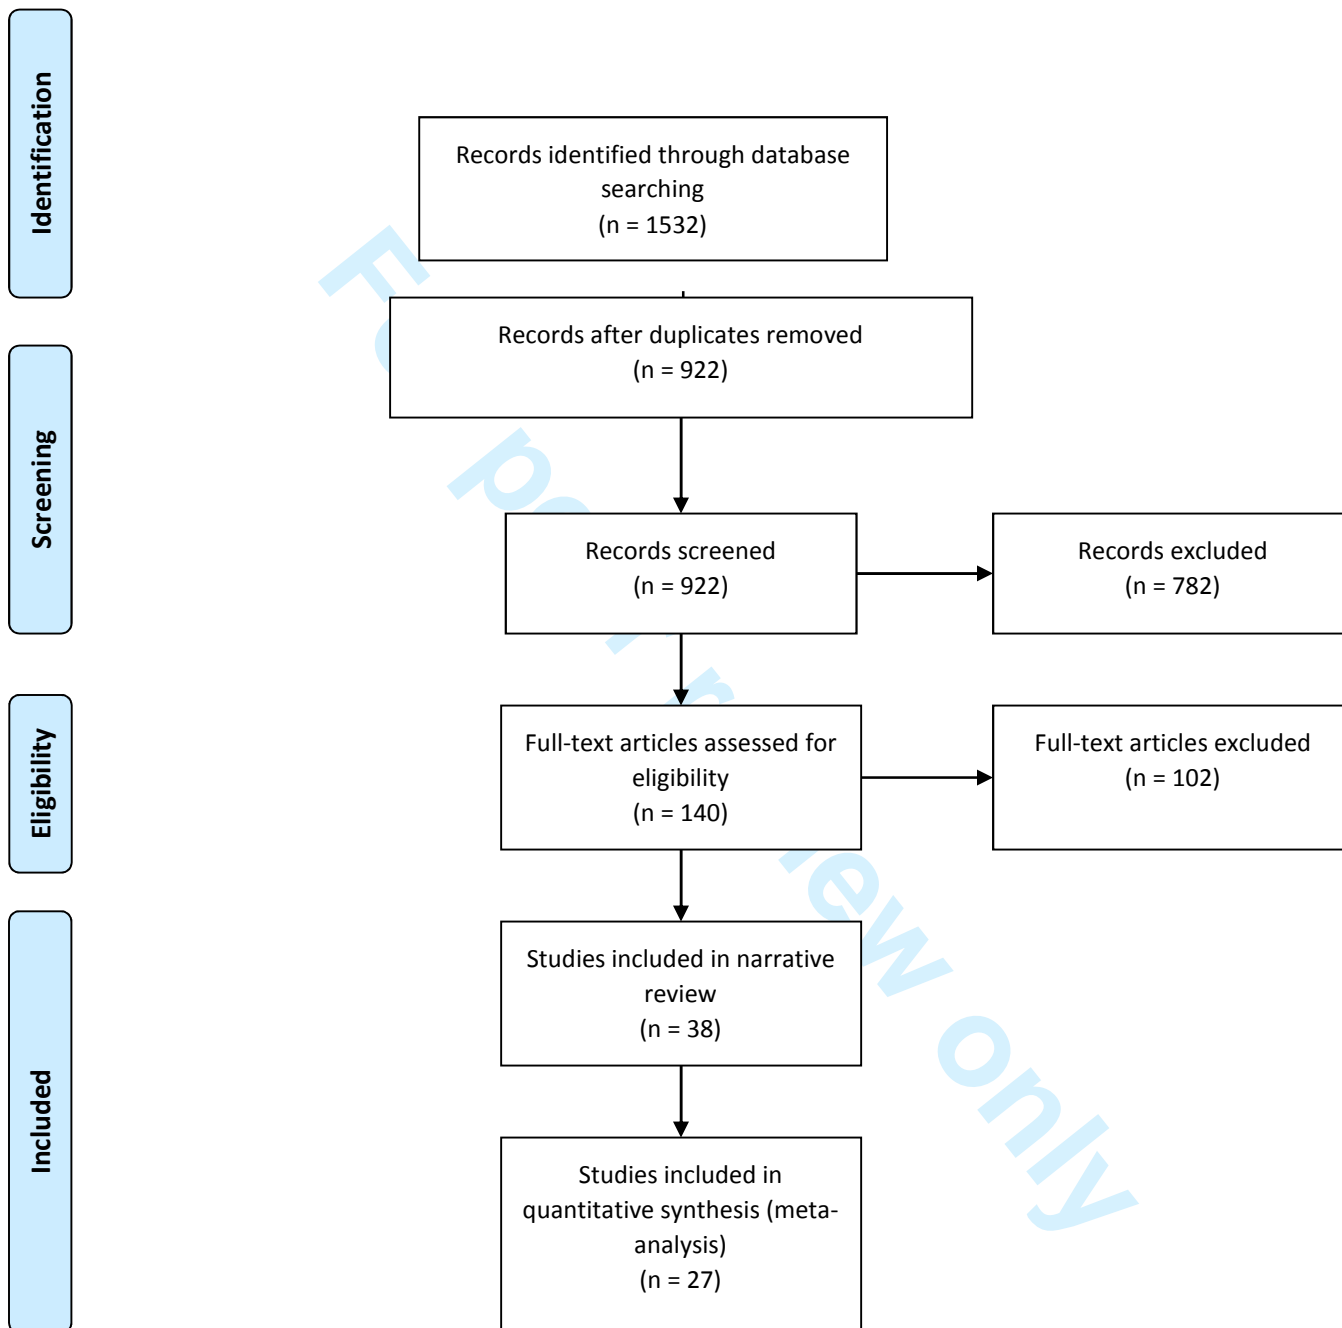 Identification
Records identified through database
searching
(n = 1532)
Records after duplicates removed
(n = 922)
Screening
Records screened
(n = 922)
Records excluded
(n = 782)
Eligibility
Full-text articles assessed for
eligibility
(n = 140)
Full-text articles excluded
(n = 102)
Included
Studies included in narrative
review
(n = 38)
Studies included in
quantitative synthesis (meta-
analysis)
(n = 27)
only